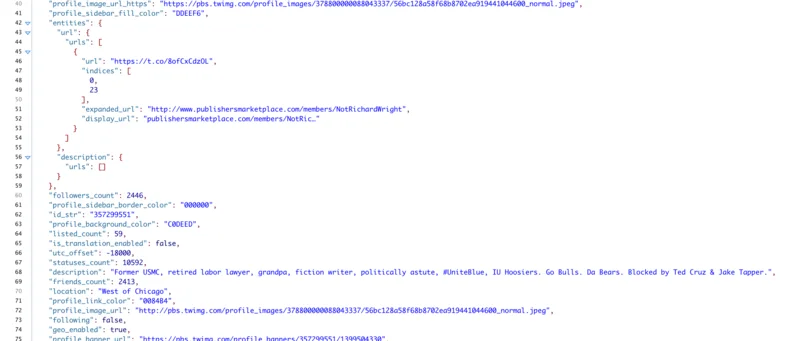 40 "profile_image_url_https": "https://pbs.twimg.com/profile_images/378800000088043337/56bc128a58f68b8702ea919441044600_normal.jpeg",
41 "profile_sidebar_fill_color": "DDEEF6",
42 "entities": {
43 "url": {
44 "urls": [
45 {
46 "url": "https://t.co/8ofCxCdzOL",
47 "indices": [
48 0,
49 23
50 ],
51 "expanded_url": "http://www.publishersmarketplace.com/members/NotRichardWright",
52 "display_url": "publishersmarketplace.com/members/NotRic…"
53 }
54 ]
55 },
56 "description": {
57 "urls": []
58 }
59 },
60 "followers_count": 2446,
61 "profile_sidebar_border_color": "000000",
62 "id_str": "357299551",
63 "profile_background_color": "C0DEED",
64 "listed_count": 59,
65 "is_translation_enabled": false,
66 "utc_offset": -18000,
67 "statuses_count": 10592,
68 "description": "Former USMC, retired labor lawyer, grandpa, fiction writer, politically astute, #UniteBlue, IU Hoosiers. Go Bulls. Da Bears. Blocked by Ted Cruz & Jake Tapper.",
69 "friends_count": 2413,
70 "location": "West of Chicago",
71 "profile_link_color": "0084B4",
72 "profile_image_url": "http://pbs.twimg.com/profile_images/378800000088043337/56bc128a58f68b8702ea919441044600_normal.jpeg",
73 "following": false,
74 "geo_enabled": true,
75 "profile_banner_url": "https://pbs.twimg.com/profile_banners/357299551/1399504330",